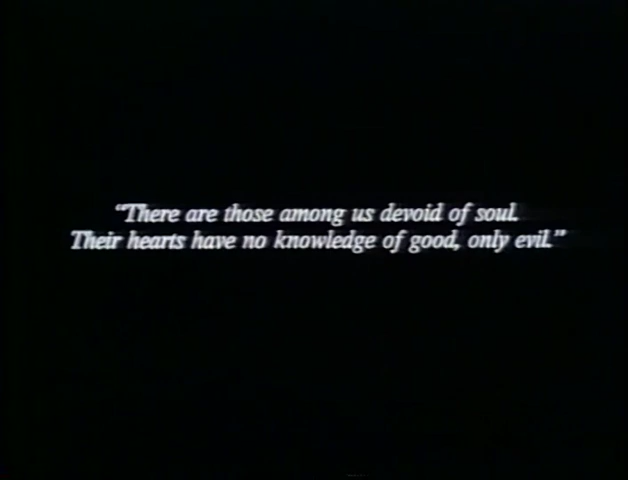 “There are those among us devoid of soul.
Their hearts have no knowledge of good, only evil.”